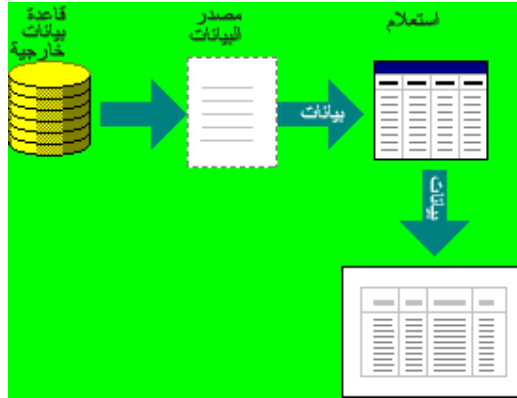 قاعدة
بيانات
خارجية
مصدر
البيانات
استعلام
بيانات
بيانات